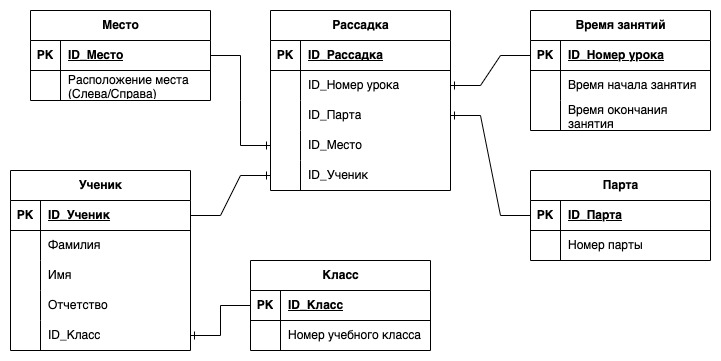 Место
PK ID_Место
Расположение места
(Слева/Справа)
Рассадка
PK ID_Рассадка
ID_Номер урока
ID_Парта
ID_Место
ID_Ученик
Время занятий
PK ID_Номер урока
Время начала занятия
Время окончания
занятия
Ученик
PK ID_Ученик
Фамилия
Имя
Отчетство
ID_Класс
Класс
PK ID_Класс
Номер учебного класса
Парта
PK ID_Парта
Номер парты